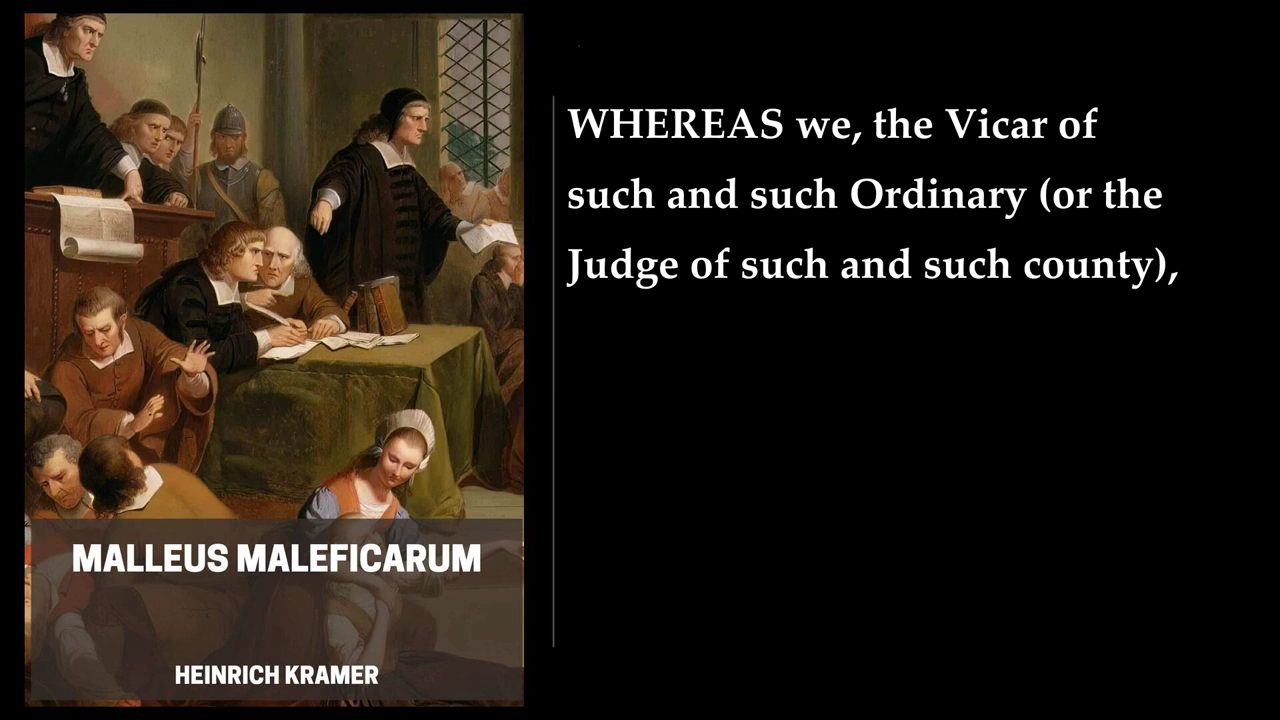 WHEREAS we, the Vicar of
such and such Ordinary (or the
Judge of such and such county),
MALLEUS MALEFICARUM
HEINRICH KRAMER